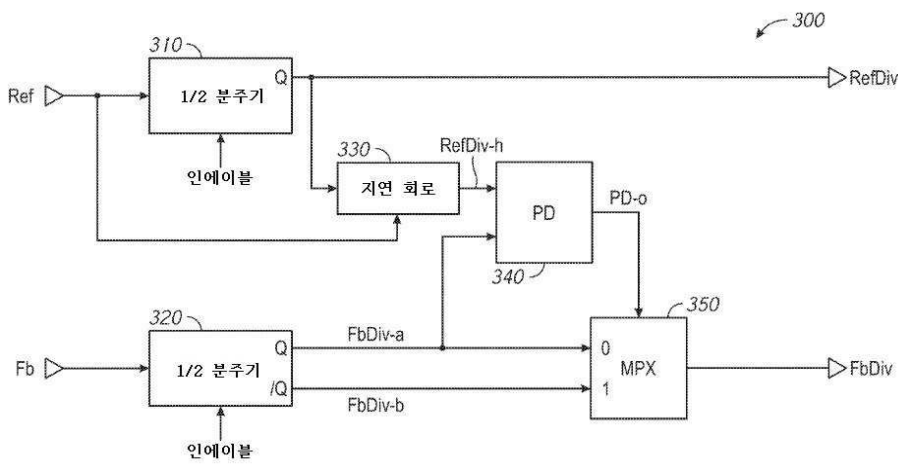 300
310
Q
Ref
1/2 분주기
RefDiv
인에이블
330
RefDiv-h
지연 회로
PD
PD-o
340
350
320
Q
FbDiv-a
0
Fb
1/2 분주기
MPX
FbDiv
/Q
1
FbDiv-b
인에이블